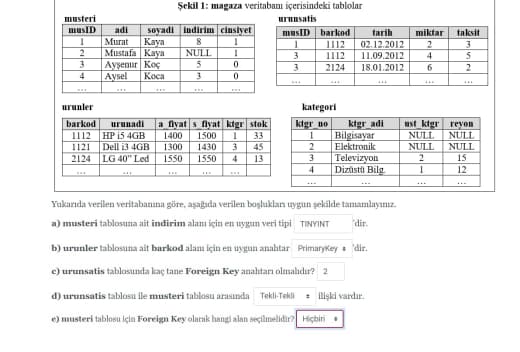 Şekil 1: magaza veritabanı içerisindeki tablolar
musteri
musID adi soyadi indirim cinsiyet
1 Murat Kaya 8 1
2 Mustafa Kaya NULL 1
3 Ayşenur Koç 5 0
4 Aysel Koca 3 0
... ... ... ... ...
urunsatis
musID barkod tarih miktar taksit
1 1112 02.12.2012 2 3
3 1112 11.09.2012 4 5
3 2124 18.01.2012 6 2
... ... ... ... ...
urunler
barkod urunadi a_fiyat s_fiyat ktgr stok
1112 HP i5 4GB 1400 1500 1 33
1121 Dell i3 4GB 1300 1430 3 45
2124 LG 40" Led 1550 1550 4 13
... ... ... ... ... ...
kategori
ktgr_no ktgr_adi ust_ktgr reyon
1 Bilgisayar NULL NULL
2 Elektronik NULL NULL
3 Televizyon 2 15
4 Dizüstü Bilg. 1 12
... ... ... ...
Yukarıda verilen veritabanına göre, aşağıda verilen boşlukları uygun şekilde tamamlayınız.
a) musteri tablosuna ait indirim alanı için en uygun veri tipi TINYINT 'dir.
b) urunler tablosuna ait barkod alanı için en uygun anahtar PrimaryKey 'dir.
c) urunsatis tablosunda kaç tane Foreign Key anahtarı olmalıdır? 2
d) urunsatis tablosu ile musteri tablosu arasında Tekli-Tekli ilişki vardır.
e) musteri tablosu için Foreign Key olarak hangi alan seçilmelidir? Hiçbiri